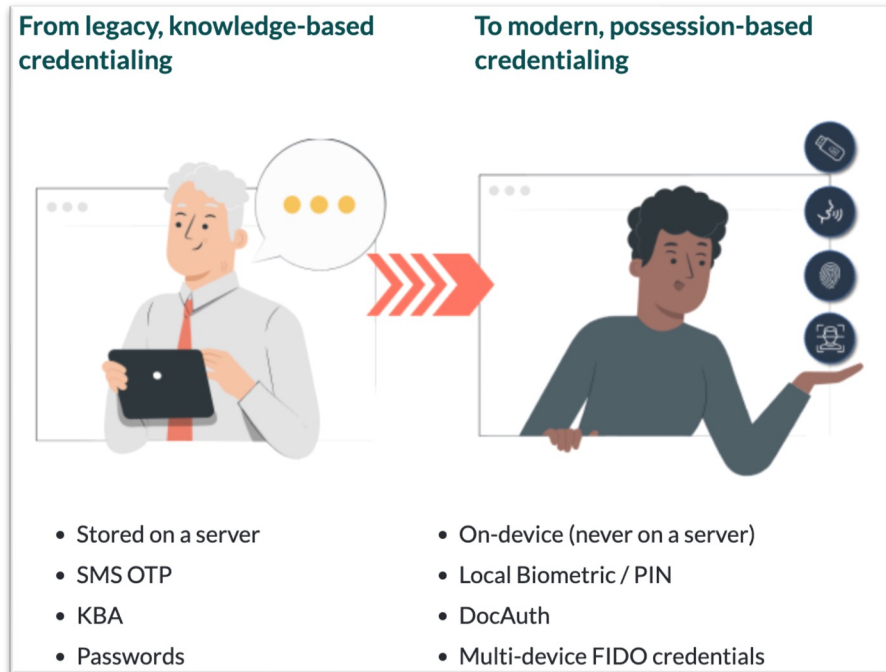 From legacy, knowledge-based
credentialing
To modern, possession-based
credentialing
• Stored on a server
• SMS OTP
• KBA
• Passwords
• On-device (never on a server)
• Local Biometric / PIN
• DocAuth
• Multi-device FIDO credentials